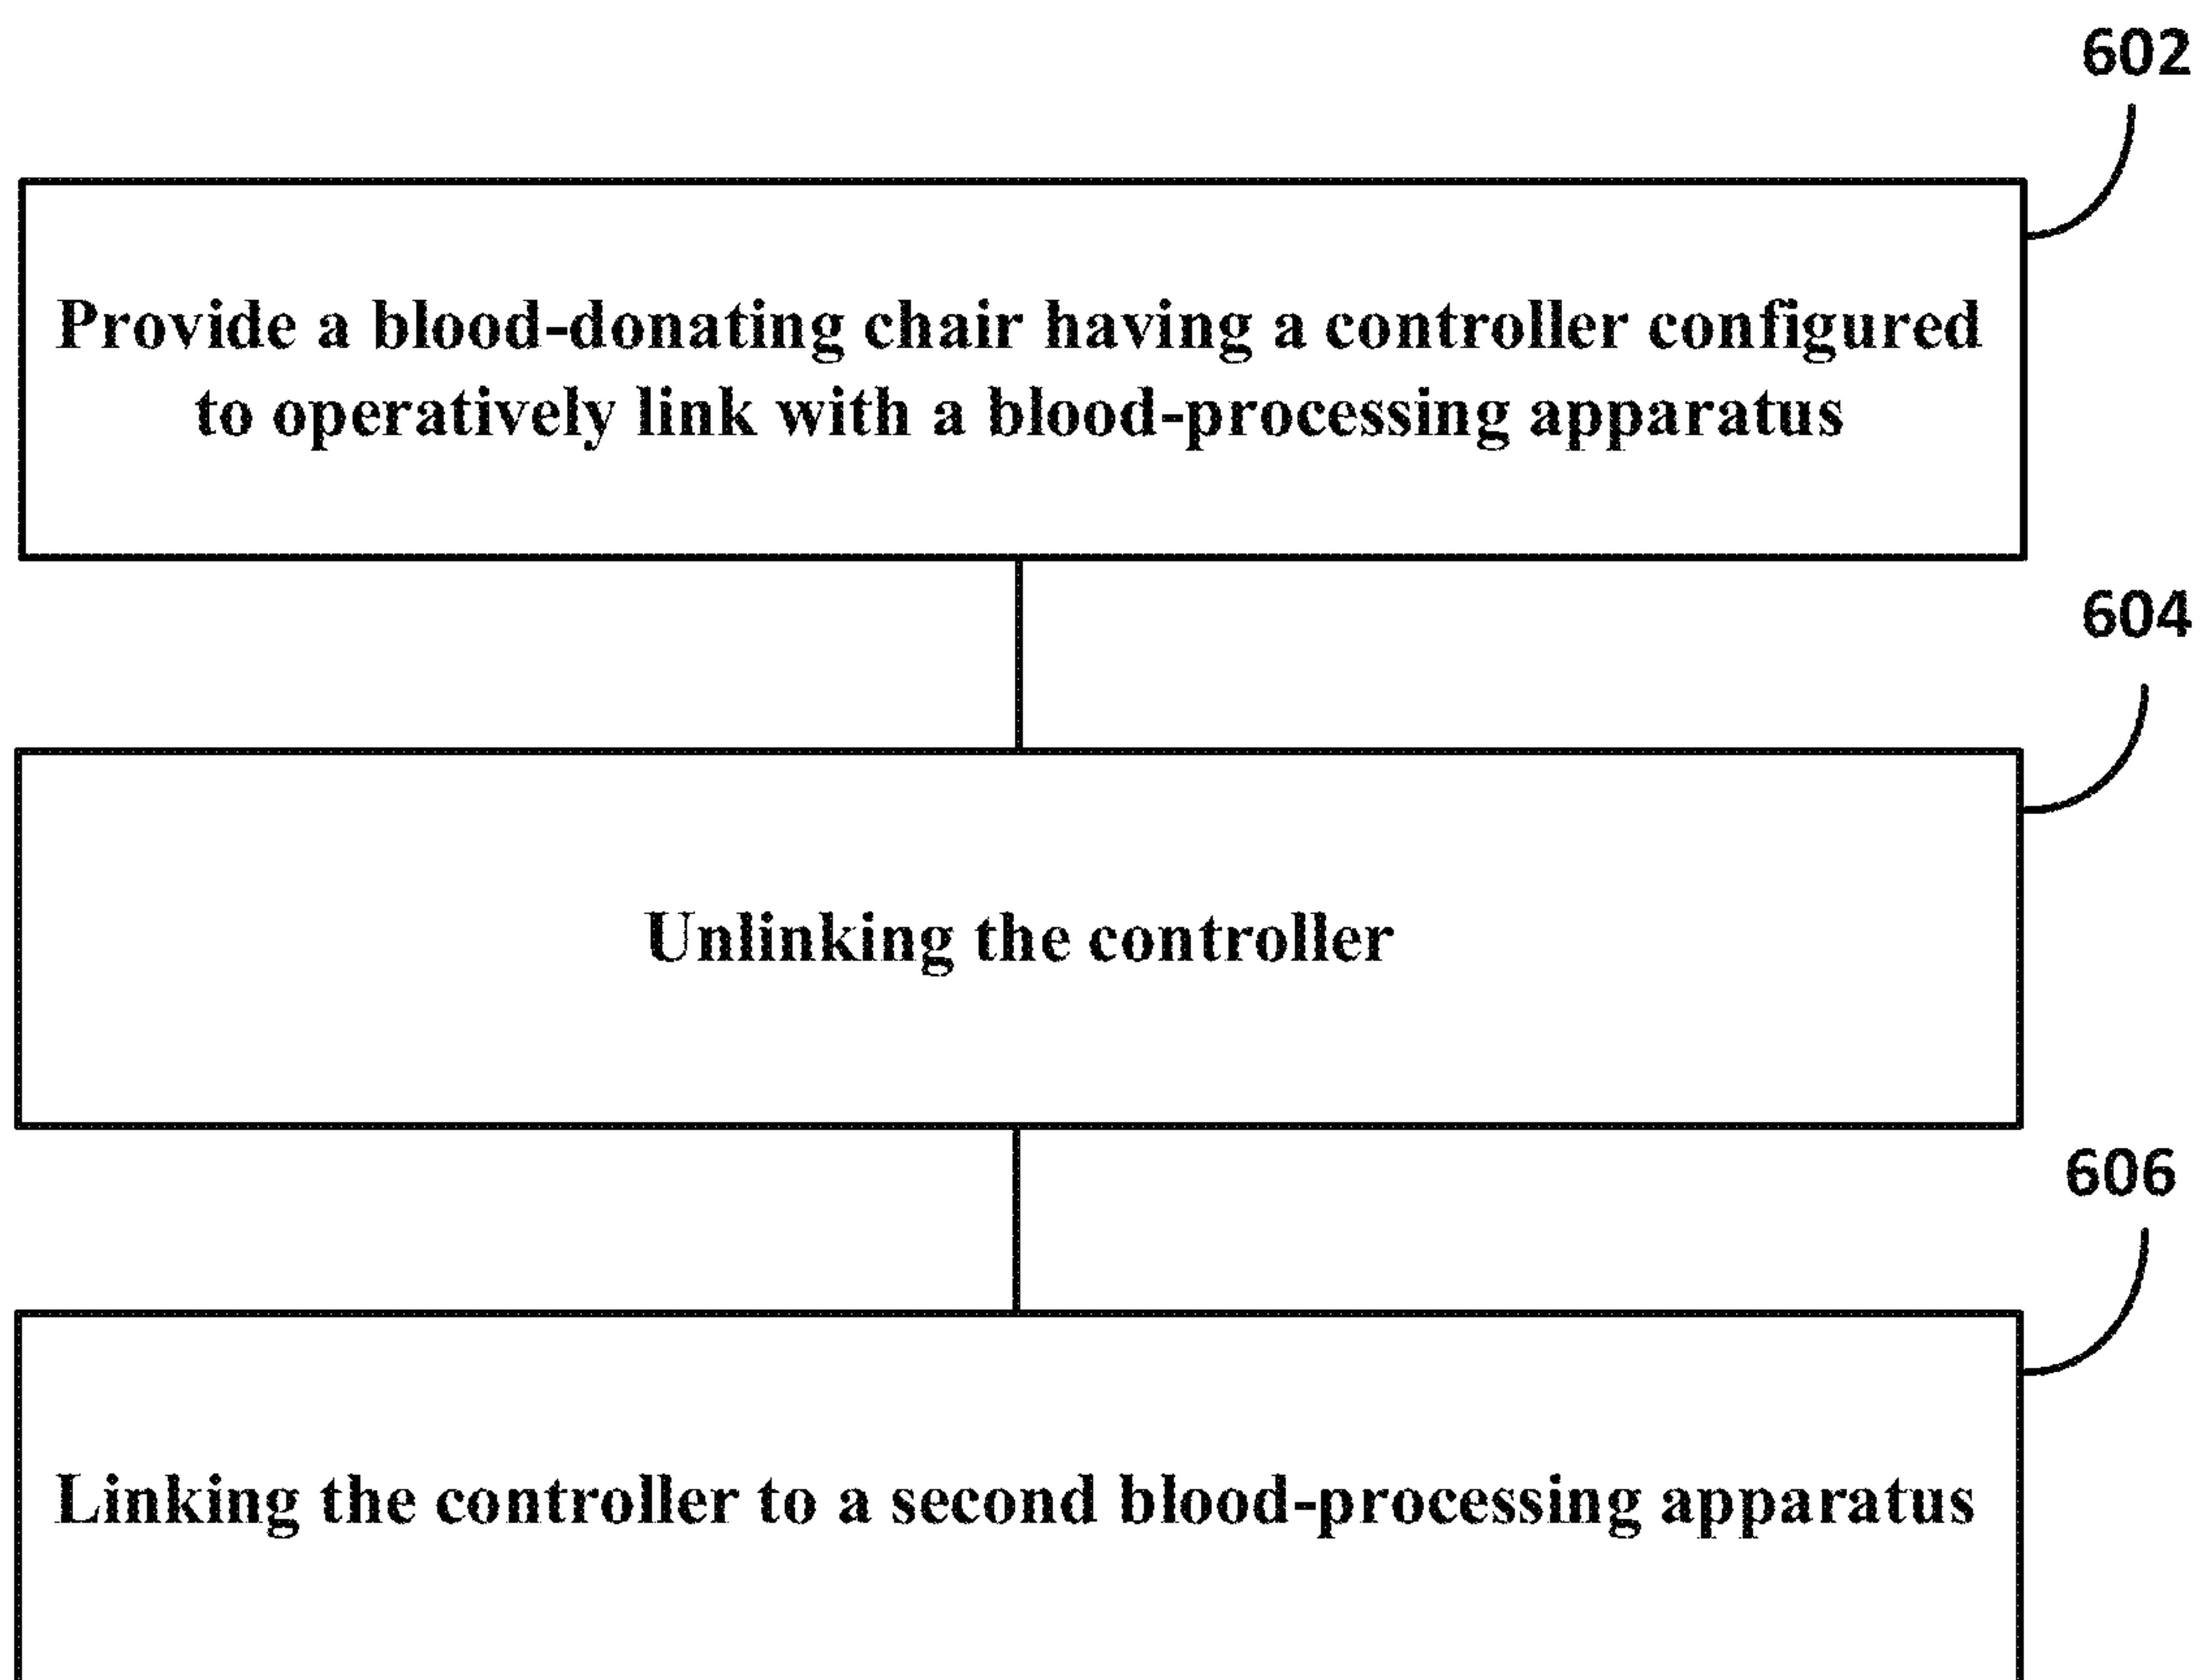 602
Provide a blood-donating chair having a controller configured
to operatively link with a blood-processing apparatus
604
Unlinking the controller
606
Linking the controller to a second blood-processing apparatus